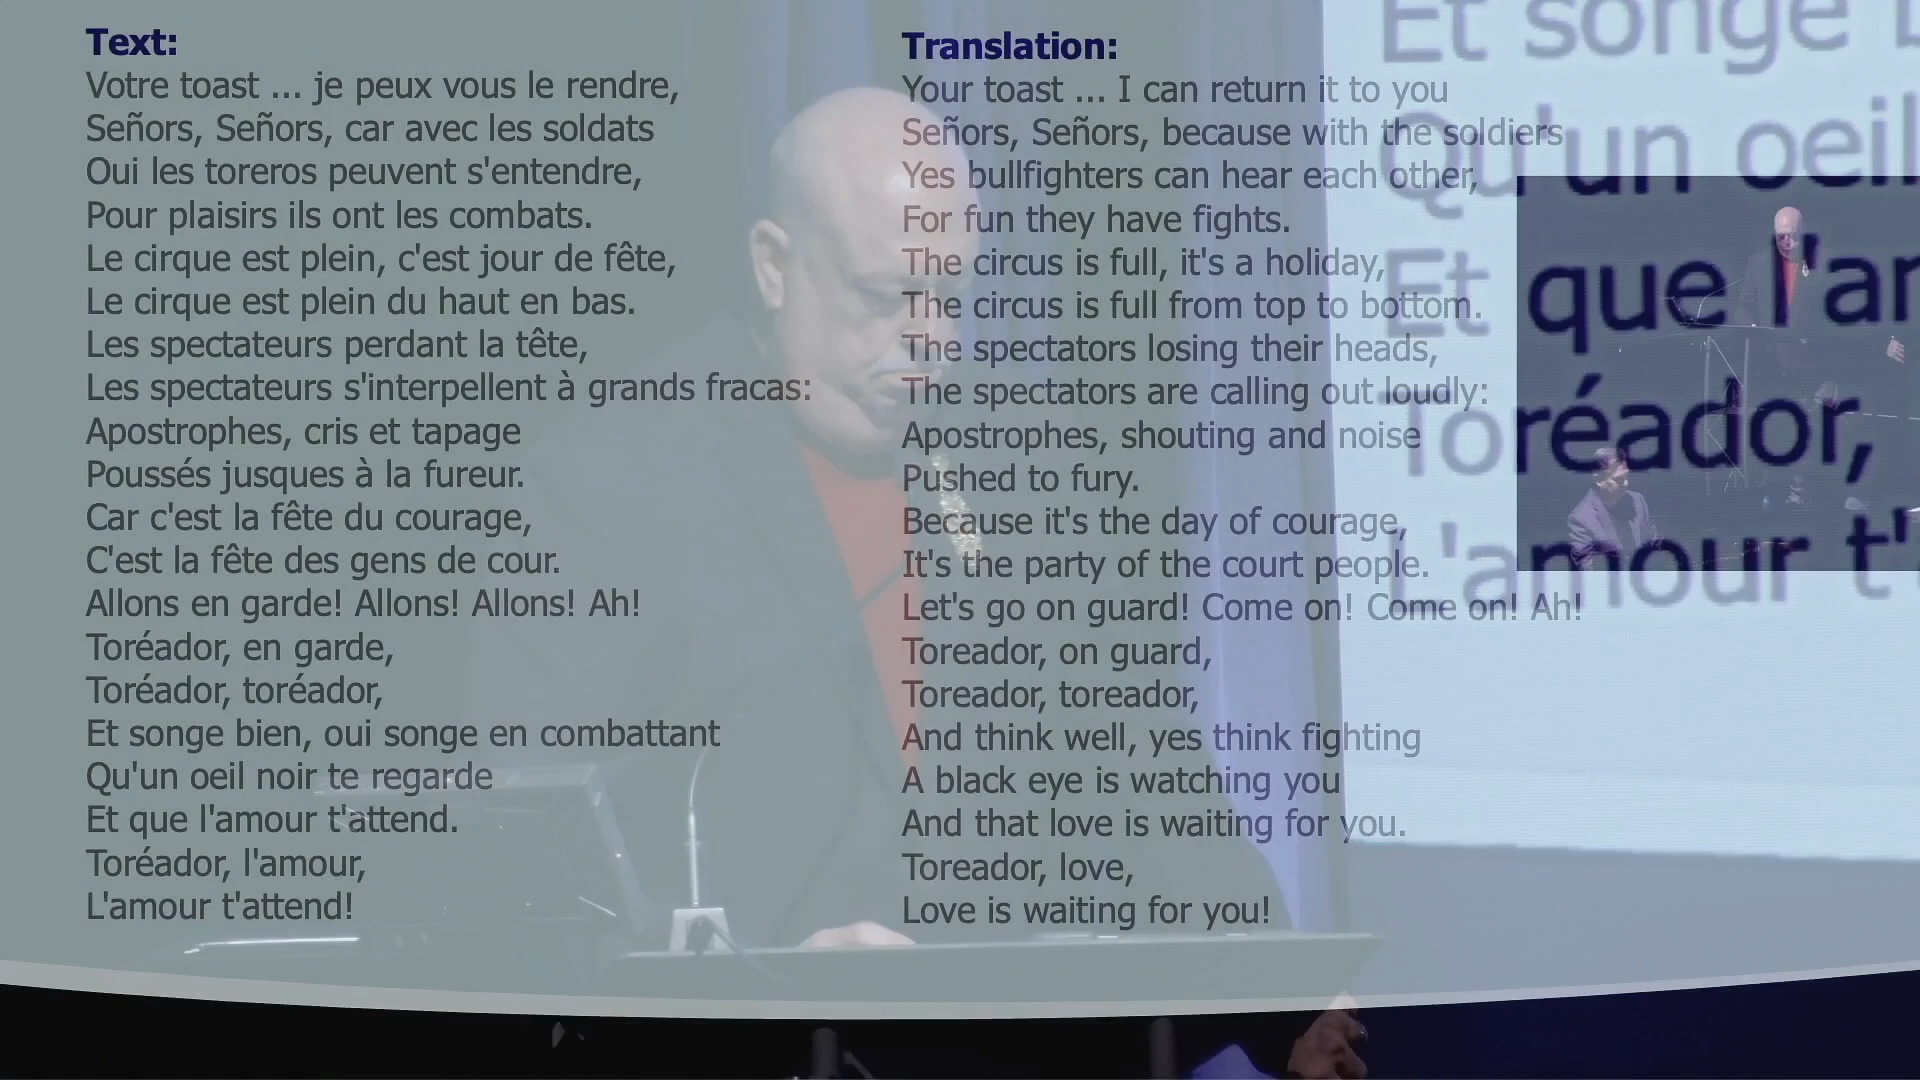 Text:
Votre toast ... je peux vous le rendre,
Señors, Señors, car avec les soldats
Oui les toreros peuvent s'entendre,
Pour plaisirs ils ont les combats.
Le cirque est plein, c'est jour de fête,
Le cirque est plein du haut en bas.
Les spectateurs perdant la tête,
Les spectateurs s'interpellent à grands fracas:
Apostrophes, cris et tapage
Poussés jusques à la fureur.
Car c'est la fête du courage,
C'est la fête des gens de cour.
Allons en garde! Allons! Allons! Ah!
Toréador, en garde,
Toréador, toréador,
Et songe bien, oui songe en combattant
Qu'un oeil noir te regarde
Et que l'amour t'attend.
Toréador, l'amour,
L'amour t'attend!
Translation:
Your toast ... I can return it to you
Señors, Señors, because with the soldiers
Yes bullfighters can hear each other,
For fun they have fights.
The circus is full, it's a holiday,
The circus is full from top to bottom.
The spectators losing their heads,
The spectators are calling out loudly:
Apostrophes, shouting and noise
Pushed to fury.
Because it's the day of courage,
It's the party of the court people.
Let's go on guard! Come on! Come on! Ah!
Toreador, on guard,
Toreador, toreador,
And think well, yes think fighting
A black eye is watching you
And that love is waiting for you.
Toreador, love,
Love is waiting for you!
Et songe
Qu'un oeil
Et que l'am
Toréador,
L'amour t'